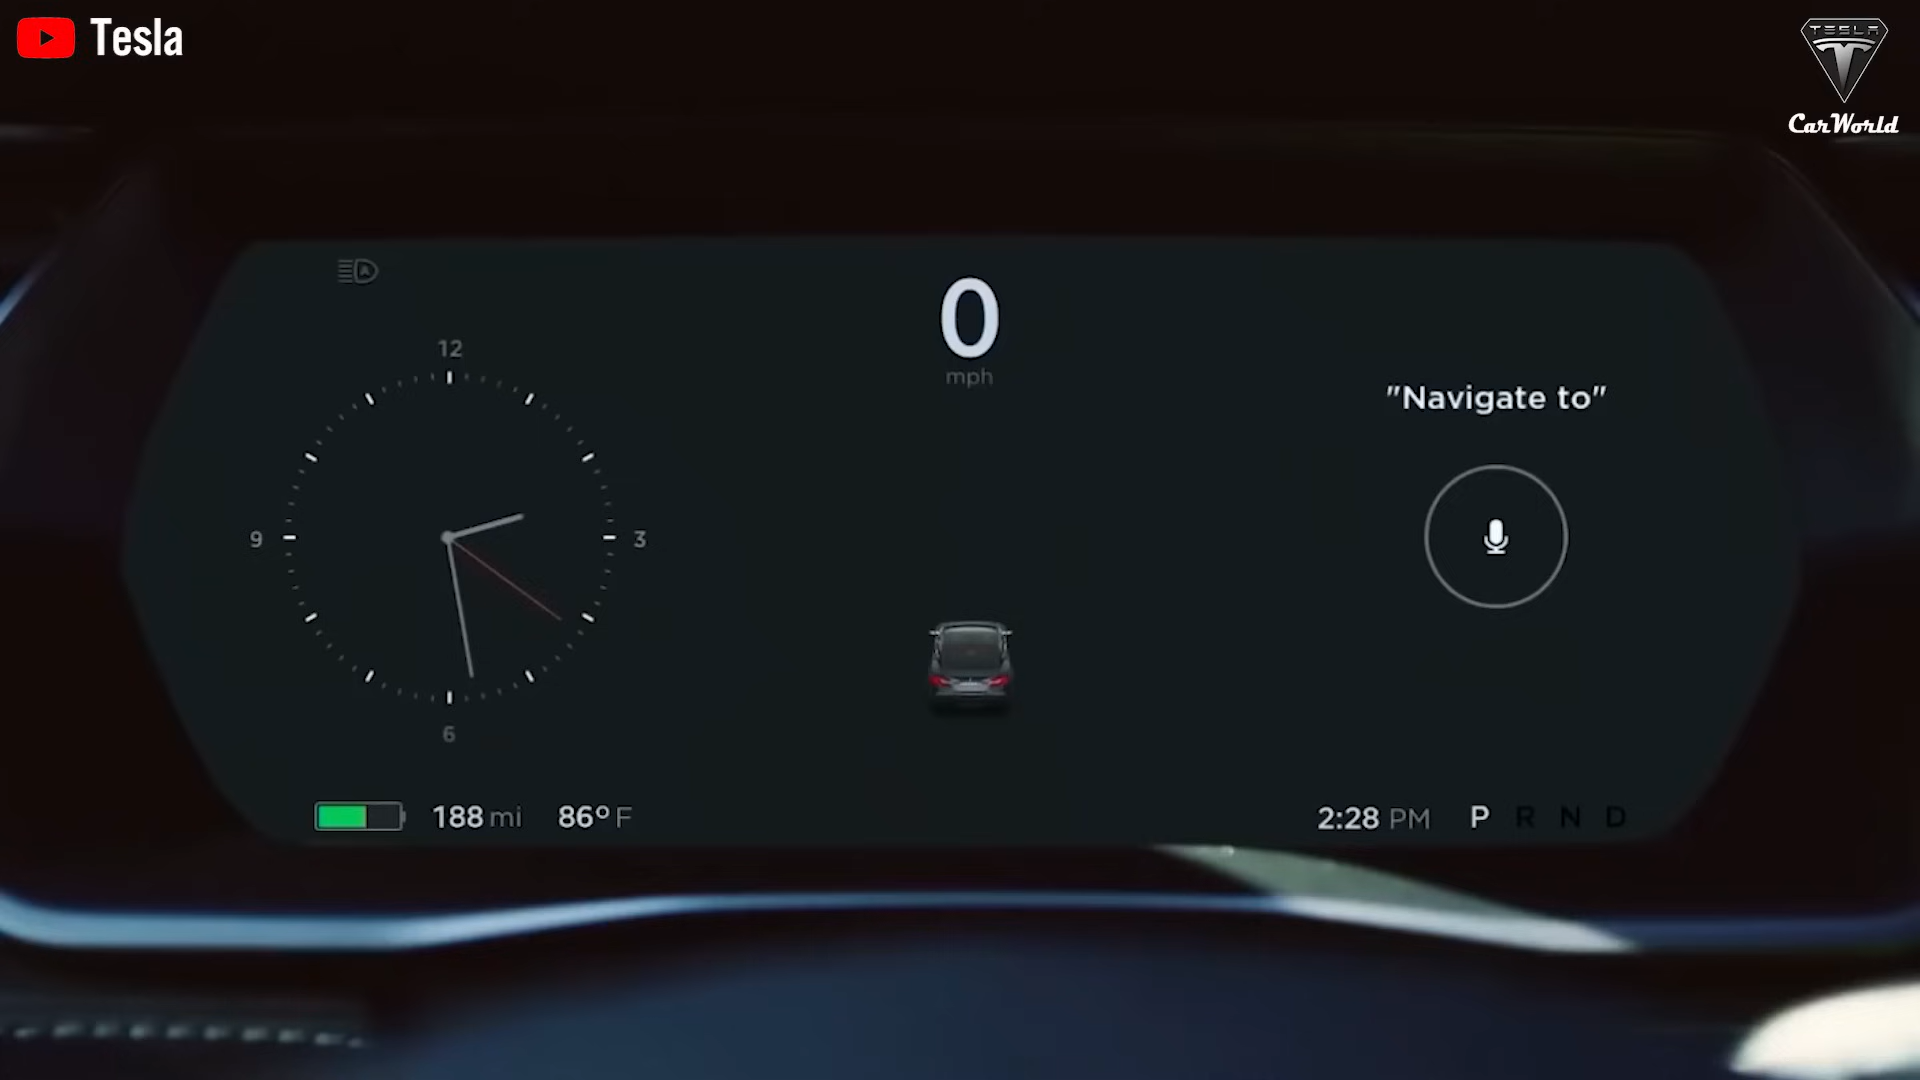 Tesla
TESLA
CarWorld
0
mph
12
9
3
6
"Navigate to"
188 mi
86° F
2:28 PM
P R N D